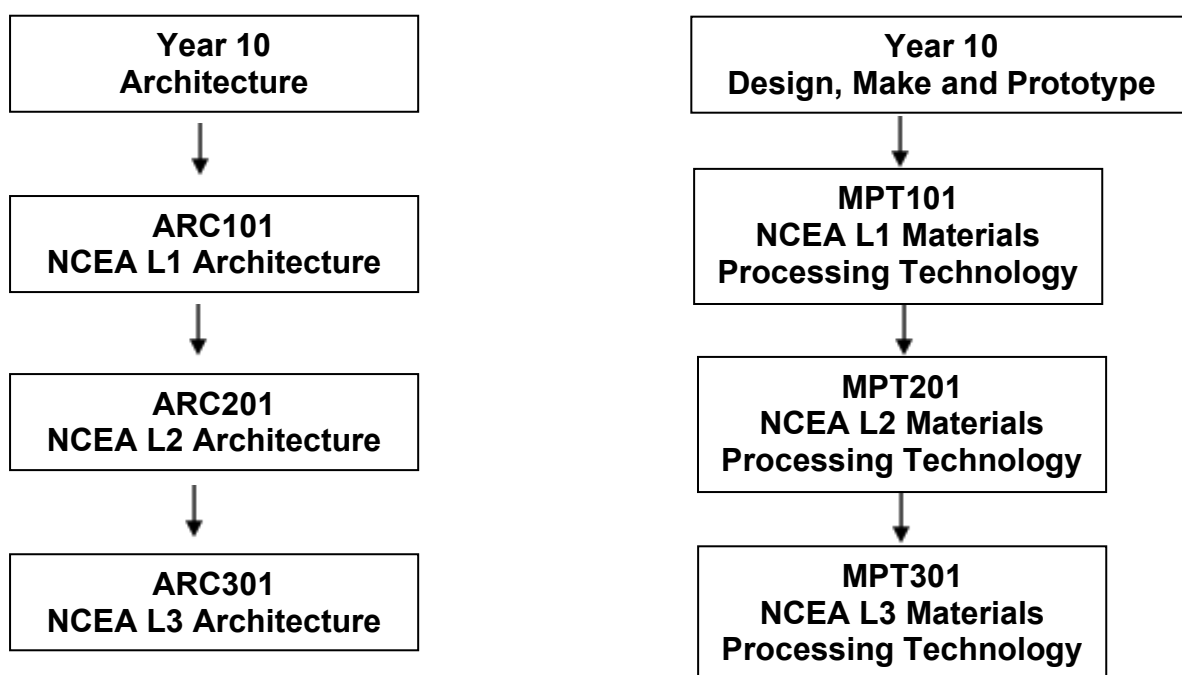 Year 10
Architecture
ARC101
NCEA L1 Architecture
ARC201
NCEA L2 Architecture
ARC301
NCEA L3 Architecture
Year 10
Design, Make and Prototype
MPT101
NCEA L1 Materials
Processing Technology
MPT201
NCEA L2 Materials
Processing Technology
MPT301
NCEA L3 Materials
Processing Technology